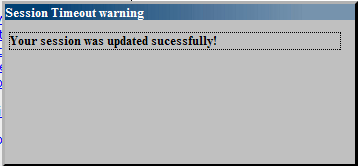 Session Timeout warning
Your session was updated sucessfully!